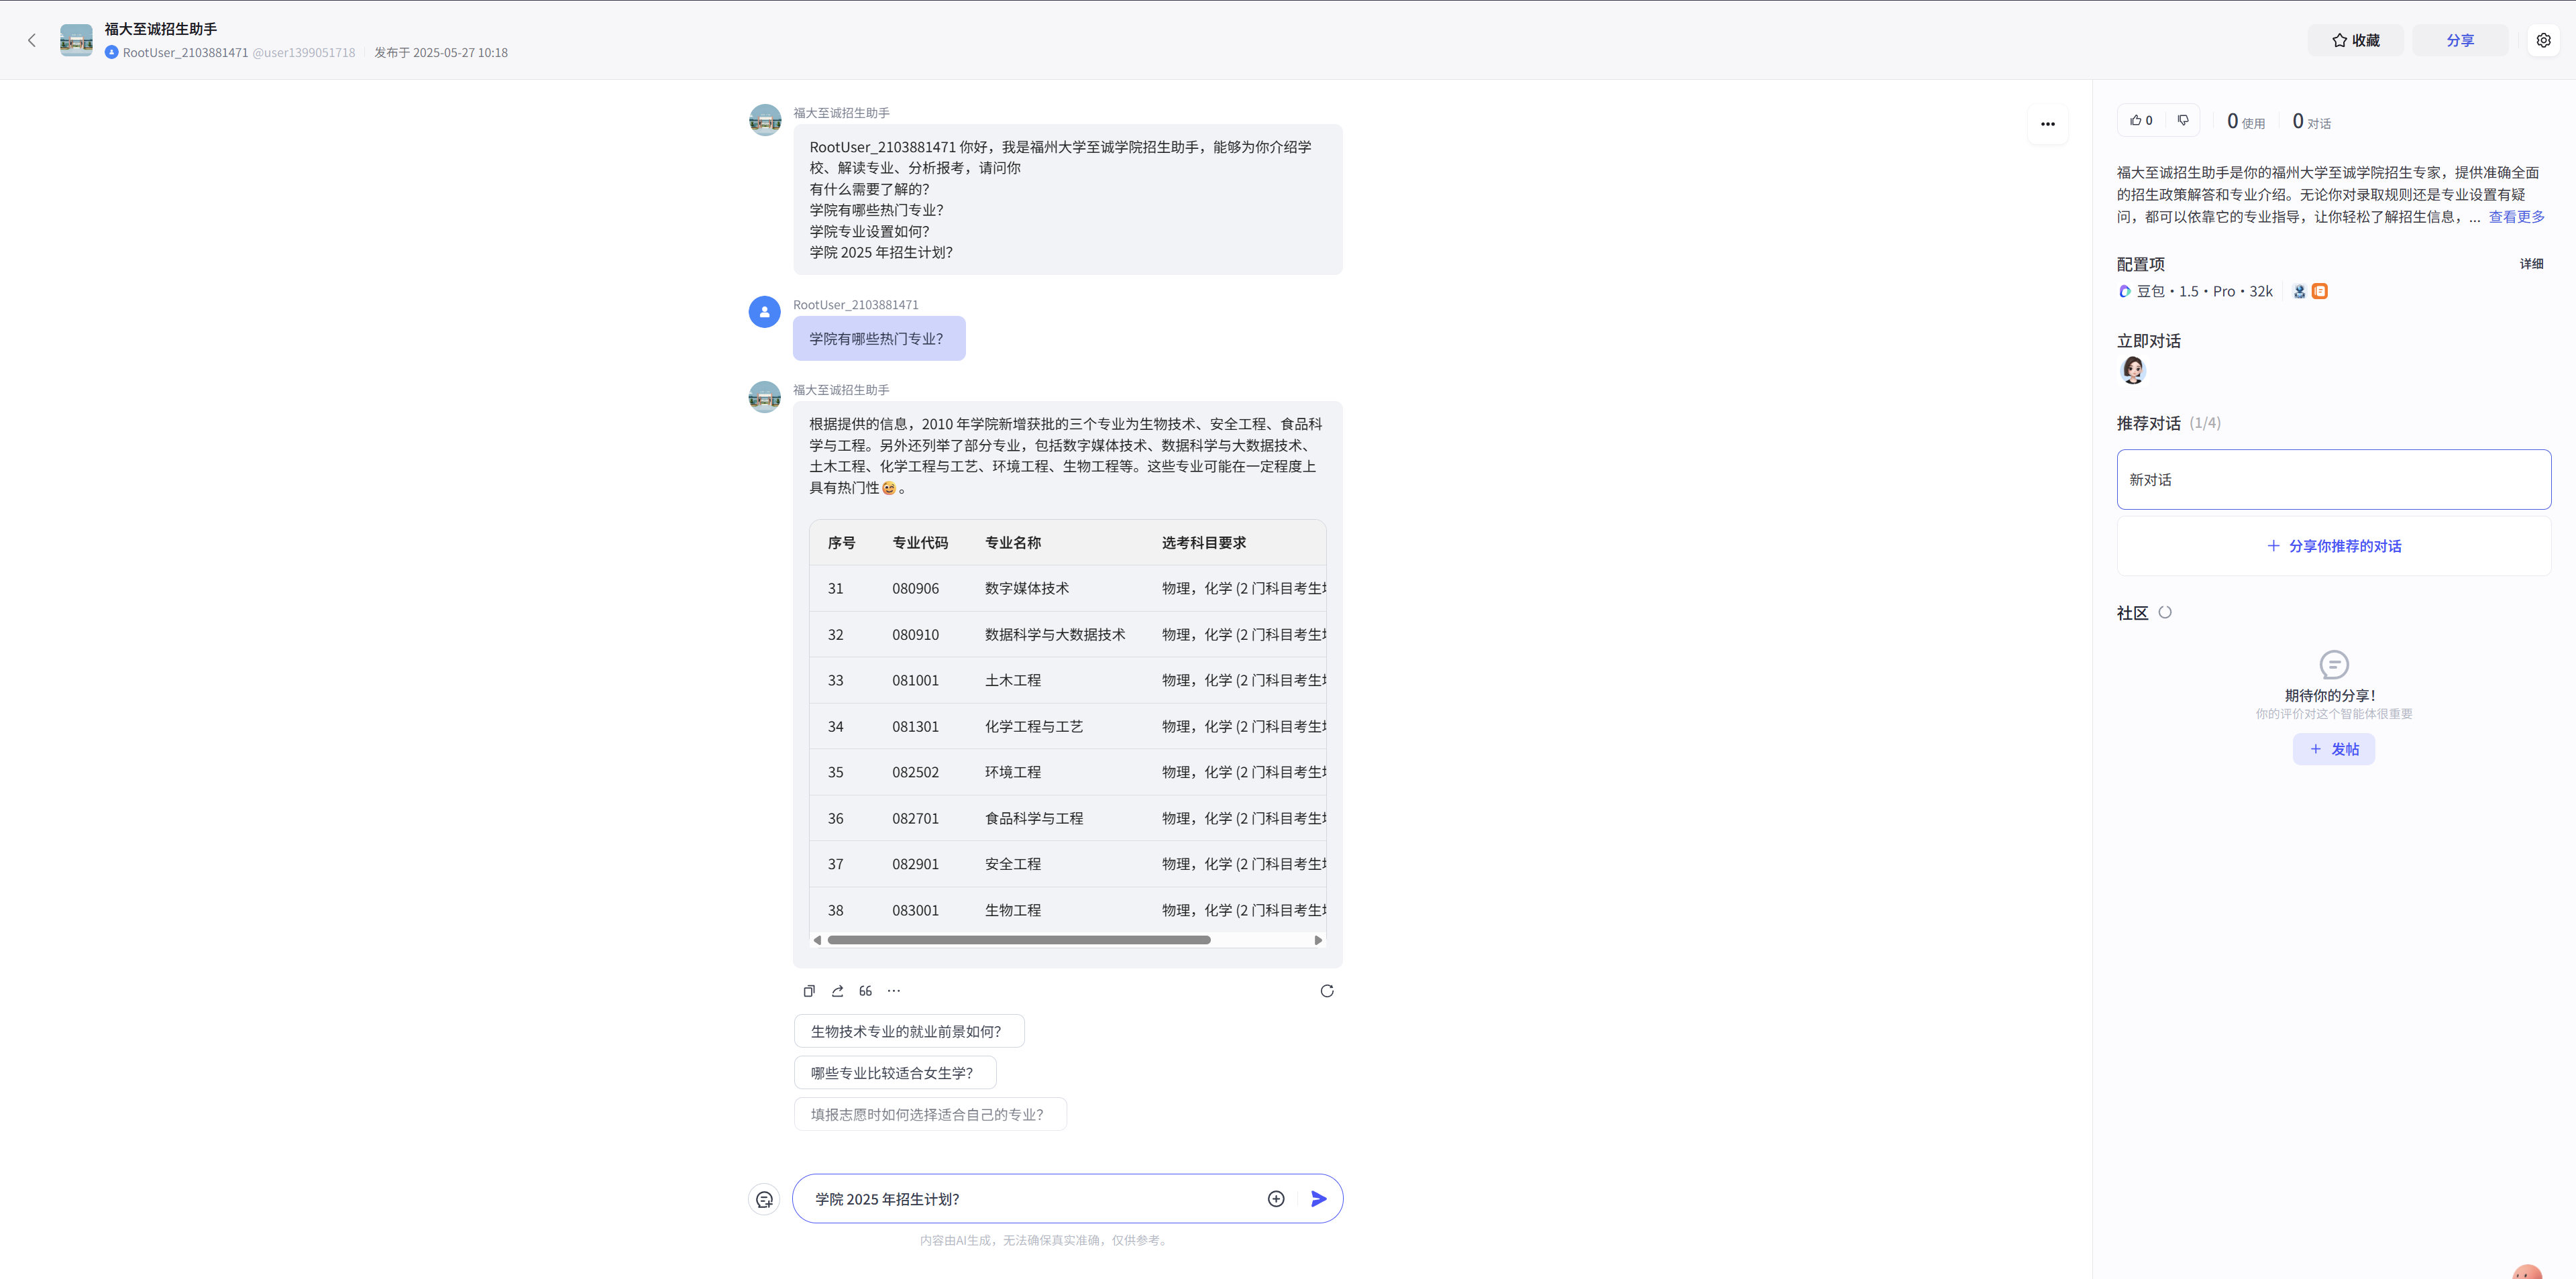 福大至诚招生助手
RootUser_2103881471 @user1399051718 发布于 2025-05-27 10:18
收藏
分享
福大至诚招生助手
RootUser_2103881471 你好，我是福州大学至诚学院招生助手，能够为你介绍学
校、解读专业、分析报考，请问你
有什么需要了解的？
学院有哪些热门专业？
学院专业设置如何？
学院 2025 年招生计划？
RootUser_2103881471
学院有哪些热门专业？
福大至诚招生助手
根据提供的信息，2010 年学院新增获批的三个专业为生物技术、安全工程、食品科
学与工程。另外还列举了部分专业，包括数字媒体技术、数据科学与大数据技术、
土木工程、化学工程与工艺、环境工程、生物工程等。这些专业可能在一定程度上
具有热门性😅。
序号 专业代码 专业名称 选考科目要求
31 080906 数字媒体技术 物理，化学 (2 门科目考生
32 080910 数据科学与大数据技术 物理，化学 (2 门科目考生
33 081001 土木工程 物理，化学 (2 门科目考生
34 081301 化学工程与工艺 物理，化学 (2 门科目考生
35 082502 环境工程 物理，化学 (2 门科目考生
36 082701 食品科学与工程 物理，化学 (2 门科目考生
37 082901 安全工程 物理，化学 (2 门科目考生
38 083001 生物工程 物理，化学 (2 门科目考生
生物技术专业的就业前景如何？
哪些专业比较适合女生学？
填报志愿时如何选择适合自己的专业？
学院 2025 年招生计划？
内容由AI生成，无法确保真实准确，仅供参考。
0
0 使用 0 对话
福大至诚招生助手是你的福州大学至诚学院招生专家，提供准确全面
的招生政策解答和专业介绍。无论你对录取规则还是专业设置有疑
问，都可以依靠它的专业指导，让你轻松了解招生信息，... 查看更多
配置项 详细
豆包・1.5・Pro・32k
立即对话
推荐对话 (1/4)
新对话
+ 分享你推荐的对话
社区
期待你的分享！
你的评价对这个智能体很重要
+ 发帖